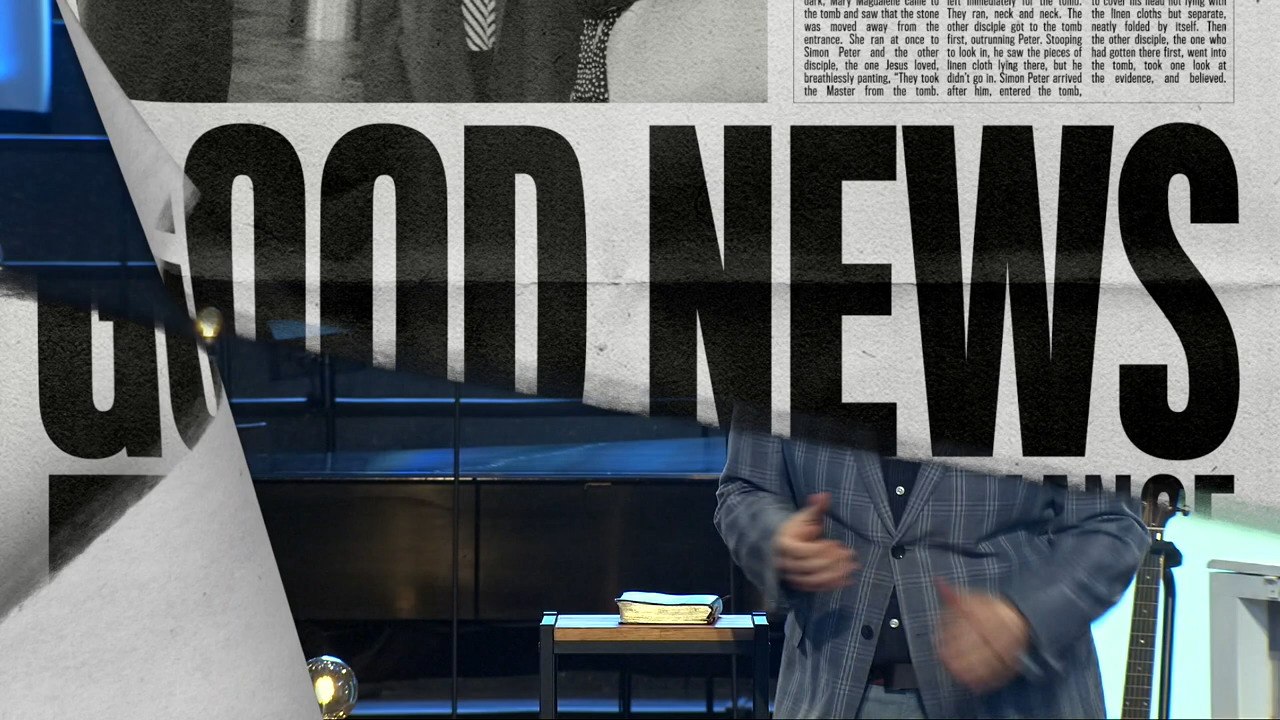 dark, Mary Magdalene came to
the tomb and saw that the stone
was moved away from the
entrance. She ran at once to
Simon Peter and the other
disciple, the one Jesus loved,
breathlessly panting, “They took
the Master from the tomb.
left immediately for the tomb.
They ran, neck and neck. The
other disciple got to the tomb
first, outrunning Peter. Stooping
to look in, he saw the pieces of
linen cloth lying there, but he
didn't go in. Simon Peter arrived
after him, entered the tomb,
to cover his head not lying with
the linen cloths but separate,
neatly folded by itself. Then
the other disciple, the one who
had gotten there first, went into
the tomb, took one look at
the evidence, and believed.
GOOD NEWS
GO